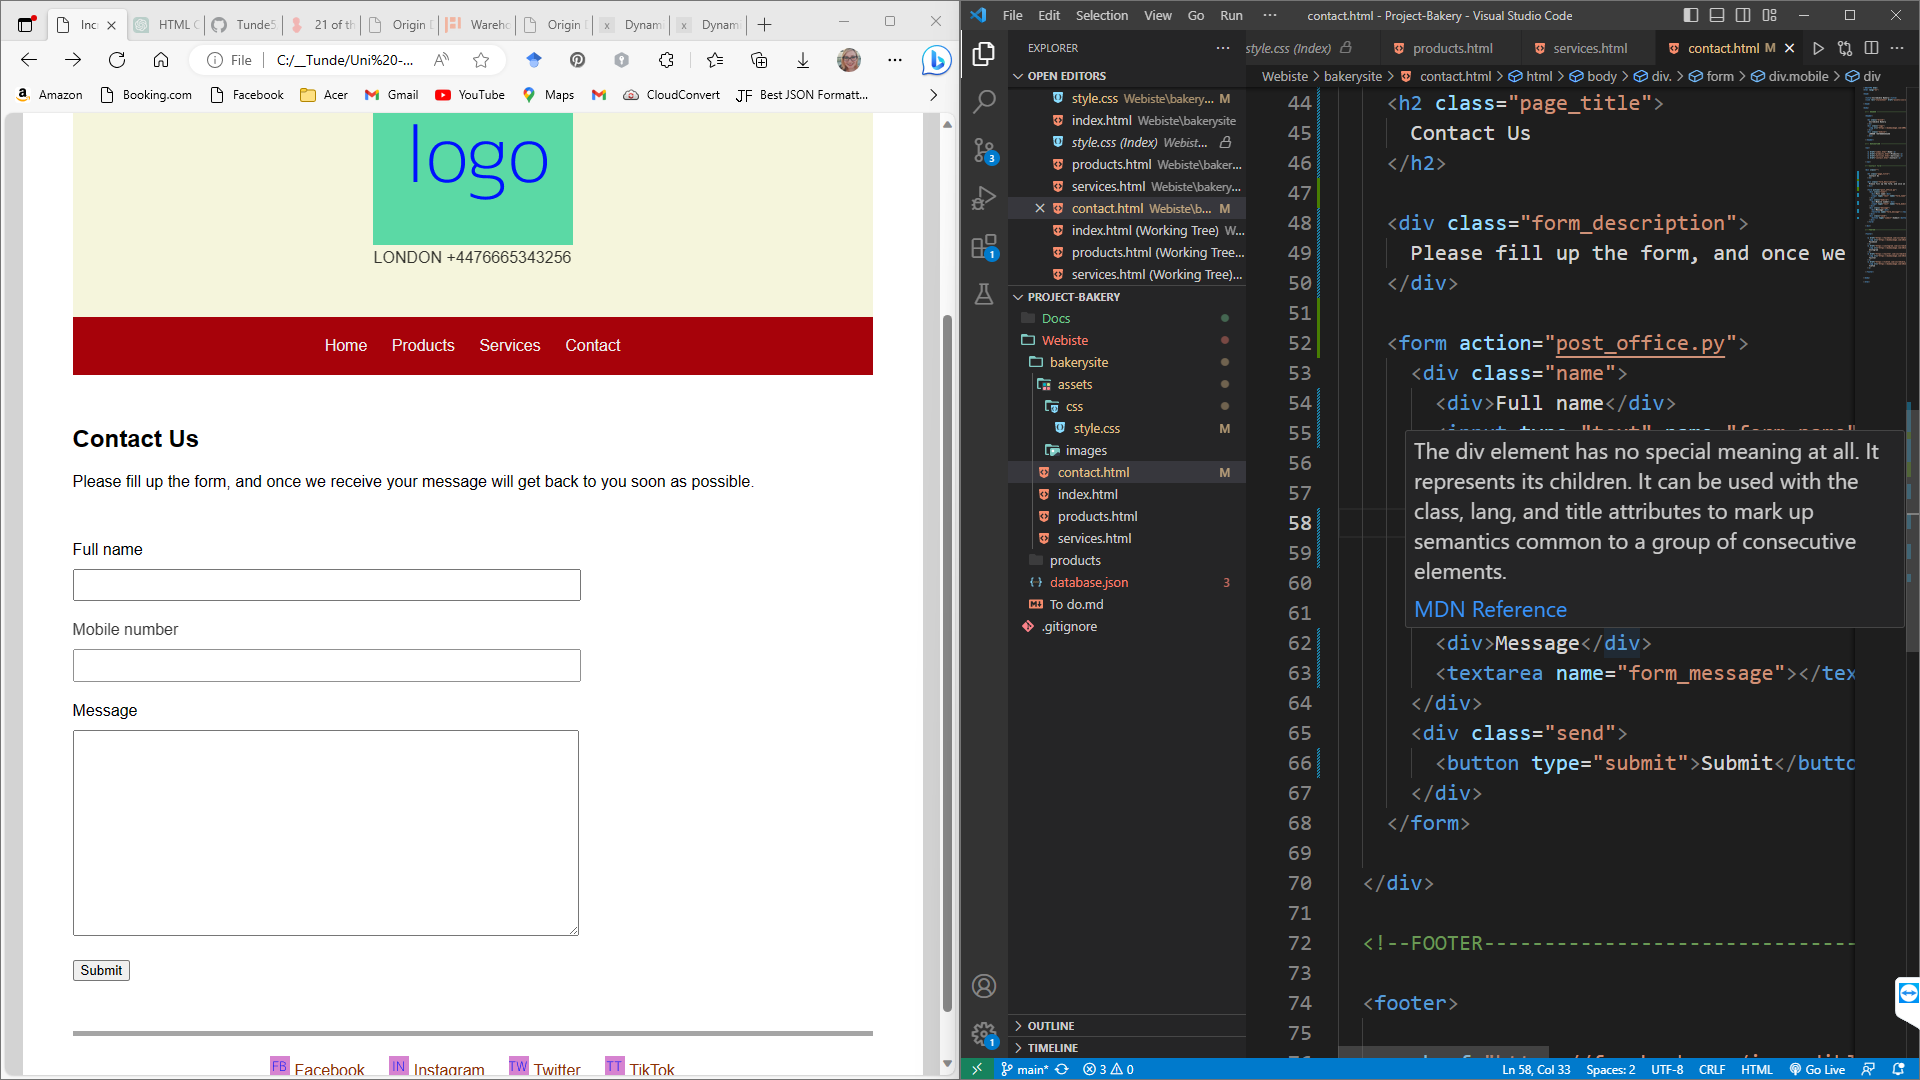 Inc
HTML C
Tunde5
21 of th
Origin E
Wareho
Origin
Dynami
Dynami
File
C:/__Tunde/Uni%20-...
Amazon
Booking.com
Facebook
Acer
Gmail
YouTube
Maps
CloudConvert
JF Best JSON Formatt...
logo
LONDON +4476665343256
Home Products Services Contact
Contact Us
Please fill up the form, and once we receive your message will get back to you soon as possible.
Full name
Mobile number
Message
Submit
FB Facebook IN Instagram TW Twitter TT TikTok
File Edit Selection View Go Run ··· contact.html - Project-Bakery - Visual Studio Code
EXPLORER
OPEN EDITORS
style.css Webiste\bakery... M
index.html Webiste\bakerysite
style.css (Index) Webist...
products.html Webiste\baker...
services.html Webiste\bakery...
contact.html Webiste\b... M
index.html (Working Tree) W...
products.html (Working Tree...
services.html (Working Tree)...
PROJECT-BAKERY
Docs
Webiste
bakerysite
assets
css
style.css M
images
contact.html M
index.html
products.html
services.html
products
database.json 3
To do.md
.gitignore
OUTLINE
TIMELINE
3
1
1
style.css (Index) products.html services.html contact.html M
Webiste > bakerysite > contact.html > html > body > div. > form > div.mobile > div
44 <h2 class="page_title">
45 Contact Us
46 </h2>
47
48 <div class="form_description">
49 Please fill up the form, and once we
50 </div>
51
52 <form action="post_office.py">
53 <div class="name">
54 <div>Full name</div>
55 <input type="text" name="form_name"
56
57
58
59
60
61
The div element has no special meaning at all. It
represents its children. It can be used with the
class, lang, and title attributes to mark up
semantics common to a group of consecutive
elements.
MDN Reference
62 <div>Message</div>
63 <textarea name="form_message"></tex
64 </div>
65 <div class="send">
66 <button type="submit">Submit</butto
67 </div>
68 </form>
69
70 </div>
71
72 <!--FOOTER-------------------------------
73
74 <footer>
75
main* 3 0 Ln 58, Col 33 Spaces: 2 UTF-8 CRLF HTML Go Live